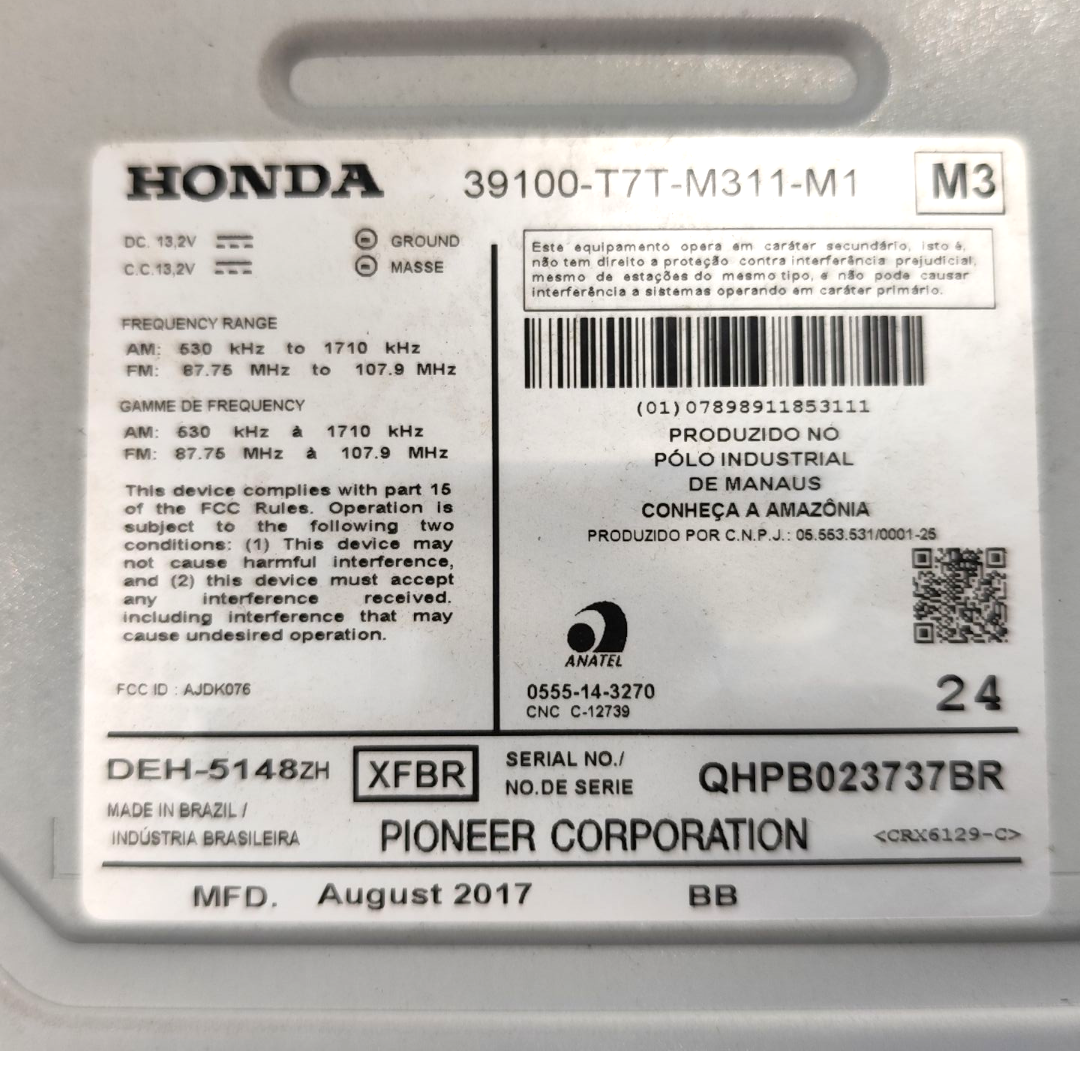 HONDA 39100-T7T-M311-M1 M3
DC. 13,2V GROUND
C.C.13,2V MASSE
FREQUENCY RANGE
AM: 530 kHz to 1710 kHz
FM: 87.75 MHz to 107.9 MHz
GAMME DE FREQUENCY
AM: 530 kHz à 1710 kHz
FM: 87.75 MHz à 107.9 MHz
This device complies with part 15
of the FCC Rules. Operation is
subject to the following two
conditions: (1) This device may
not cause harmful interference,
and (2) this device must accept
any interference received.
including interference that may
cause undesired operation.
FCC ID : AJDK076
Este equipamento opera em caráter secundário, isto é,
não tem direito a proteção contra interferência prejudicial,
mesmo de estações do mesmo tipo, e não pode causar
interferência a sistemas operando em caráter primário.
(01)07898911853111
PRODUZIDO NO
PÓLO INDUSTRIAL
DE MANAUS
CONHEÇA A AMAZÔNIA
PRODUZIDO POR C.N.P.J.: 05.553.531/0001-25
ANATEL
0555-14-3270
CNC C-12739
24
DEH-5148ZH XFBR SERIAL NO./
NO.DE SERIE QHPB023737BR
MADE IN BRAZIL /
INDÚSTRIA BRASILEIRA PIONEER CORPORATION <CRX6129-C>
MFD. August 2017 BB